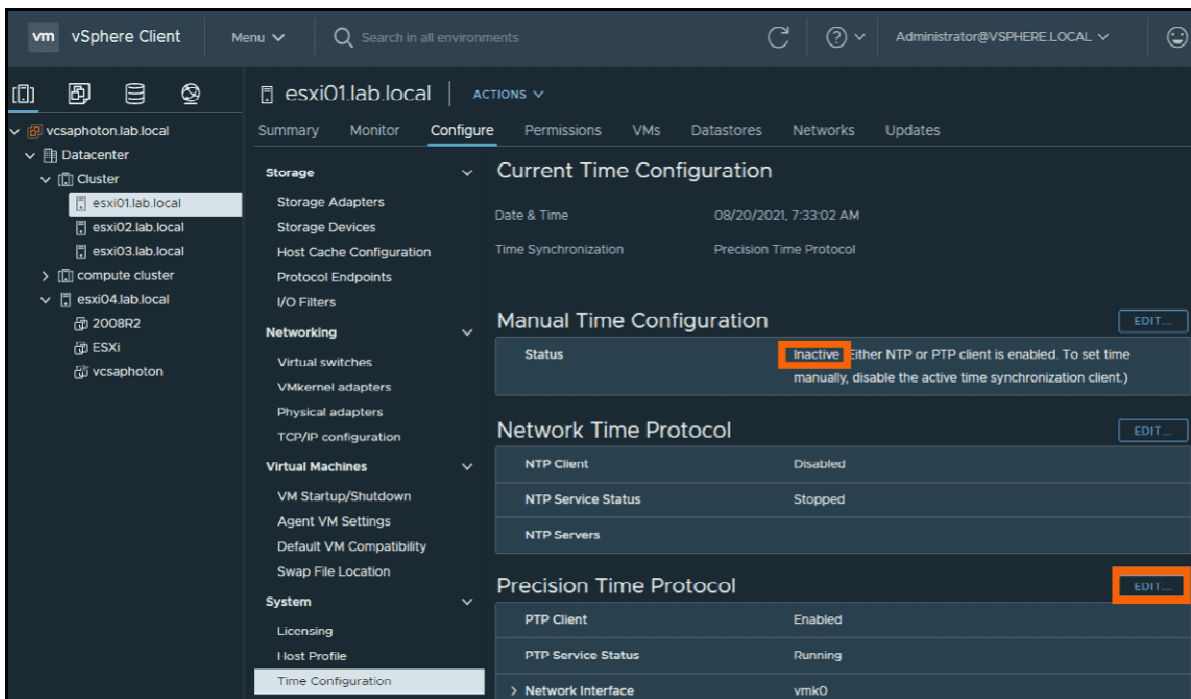 vm vSphere Client Menu Search in all environments Administrator@VSPHERE.LOCAL
vcsaphoton.lab.local
Datacenter
Cluster
esxi01.lab.local
esxi02.lab.local
esxi03.lab.local
compute cluster
esxi04.lab.local
2008R2
ESXi
vcsaphoton
esxi01.lab.local ACTIONS
Summary Monitor Configure Permissions VMs Datastores Networks Updates
Storage
Storage Adapters
Storage Devices
Host Cache Configuration
Protocol Endpoints
I/O Filters
Networking
Virtual switches
VMkernel adapters
Physical adapters
TCP/IP configuration
Virtual Machines
VM Startup/Shutdown
Agent VM Settings
Default VM Compatibility
Swap File Location
System
Licensing
Host Profile
Time Configuration
Current Time Configuration
Date & Time 08/20/2021, 7:33:02 AM
Time Synchronization Precision Time Protocol
Manual Time Configuration EDIT...
Status Inactive Either NTP or PTP client is enabled. To set time
manually, disable the active time synchronization client.)
Network Time Protocol EDIT...
NTP Client Disabled
NTP Service Status Stopped
NTP Servers
Precision Time Protocol EDIT...
PTP Client Enabled
PTP Service Status Running
Network Interface vmk0